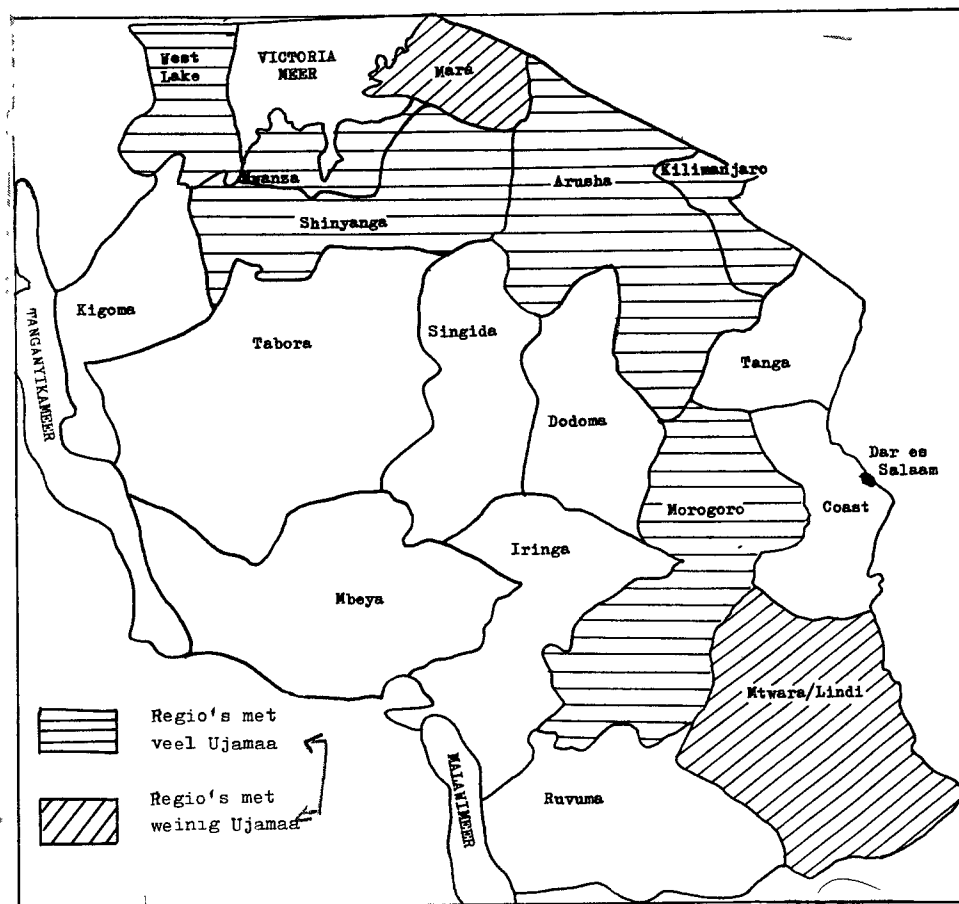 West
Lake
VICTORIA
MEER
Mara
Mwanza
Arusha
Kilimanjaro
Shinyanga
Kigoma
Tabora
Singida
Tanga
TANGANYIKAMEER
Dodoma
Dar es
Salaam
Morogoro
Coast
Iringa
Mbeya
Mtwara/Lindi
Regio's met
veel Ujamaa
MALAWIMEER
Ruvuma
Regio's met
weinig Ujamaa